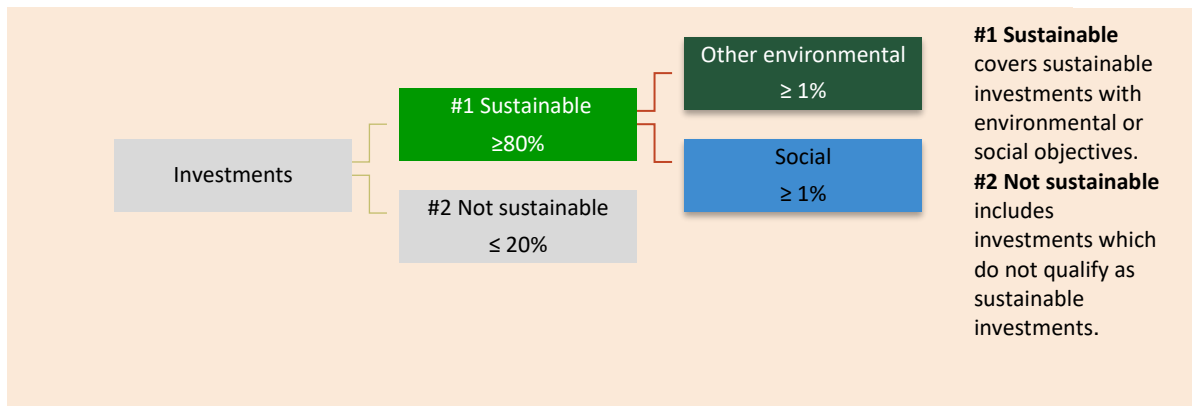 Investments
#1 Sustainable
≥80%
#2 Not sustainable
≤ 20%
Other environmental
≥ 1%
Social
≥ 1%
#1 Sustainable
covers sustainable
investments with
environmental or
social objectives.
#2 Not sustainable
includes
investments which
do not qualify as
sustainable
investments.